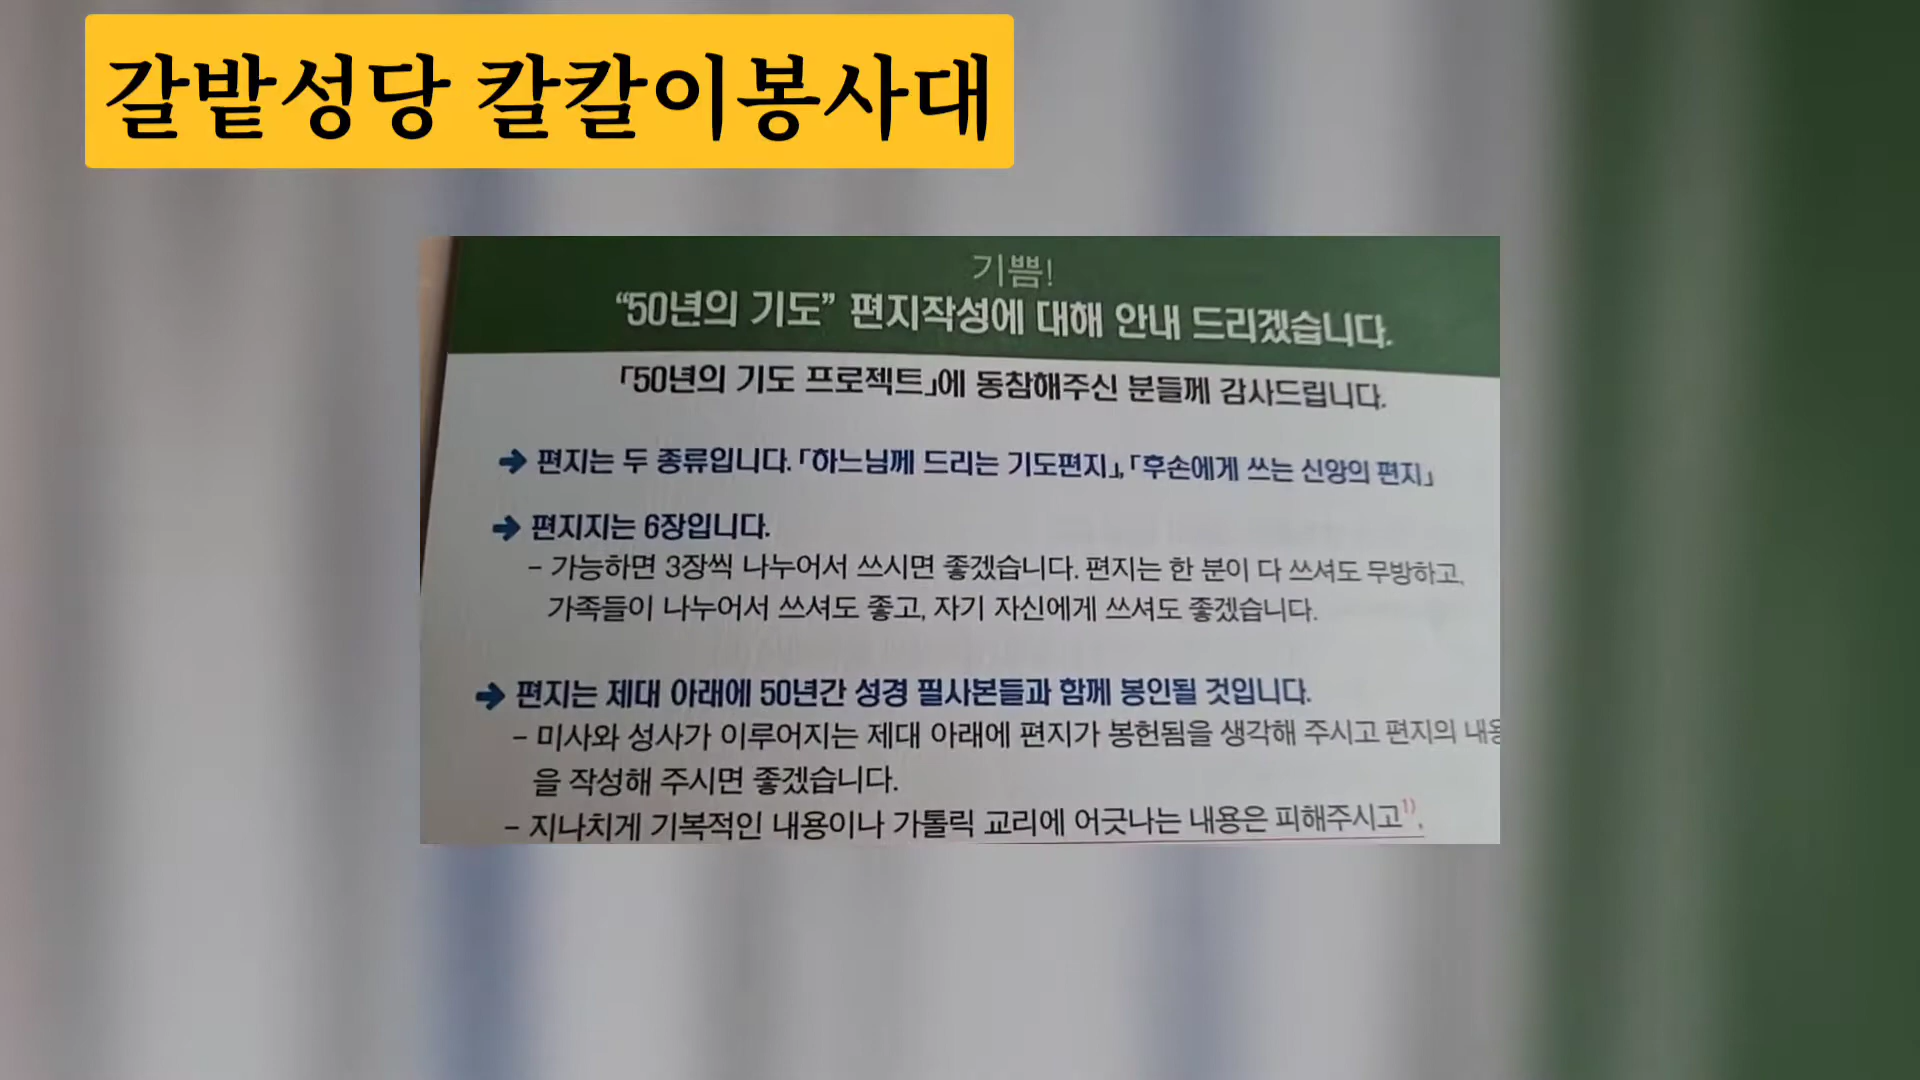 갈밭성당 칼칼이봉사대
기쁨!
“50년의 기도” 편지작성에 대해 안내 드리겠습니다.
「50년의 기도 프로젝트」에 동참해주신 분들께 감사드립니다.
➔ 편지는 두 종류입니다. 「하느님께 드리는 기도편지」, 「후손에게 쓰는 신앙의 편지」
➔ 편지지는 6장입니다.
– 가능하면 3장씩 나누어서 쓰시면 좋겠습니다. 편지는 한 분이 다 쓰셔도 무방하고,
가족들이 나누어서 쓰셔도 좋고, 자기 자신에게 쓰셔도 좋겠습니다.
➔ 편지는 제대 아래에 50년간 성경 필사본들과 함께 봉인될 것입니다.
– 미사와 성사가 이루어지는 제대 아래에 편지가 봉헌됨을 생각해 주시고 편지의 내용
을 작성해 주시면 좋겠습니다.
– 지나치게 기복적인 내용이나 가톨릭 교리에 어긋나는 내용은 피해주시고1).